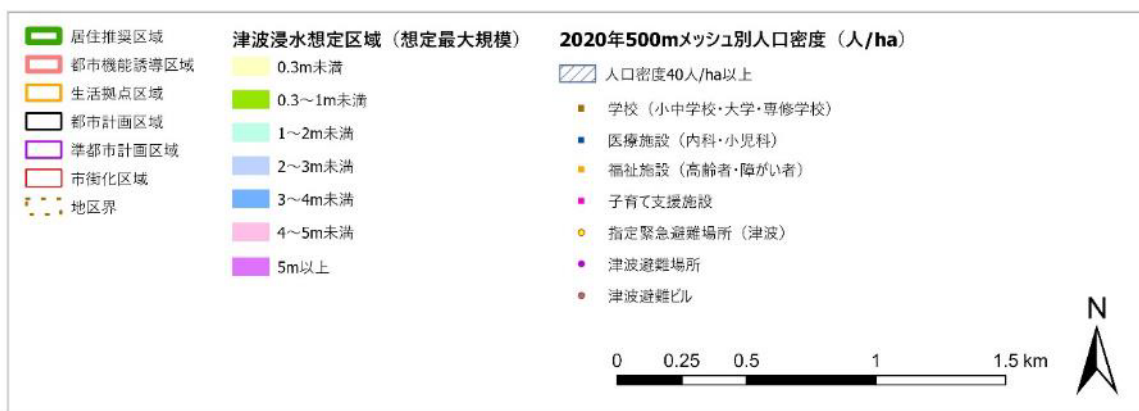 居住推奨区域
都市機能誘導区域
生活拠点区域
都市計画区域
準都市計画区域
市街化区域
地区界
津波浸水想定区域（想定最大規模）
0.3m未満
0.3～1m未満
1～2m未満
2～3m未満
3～4m未満
4～5m未満
5m以上
2020年500mメッシュ別人口密度（人/ha）
人口密度40人/ha以上
学校（小中学校・大学・専修学校）
医療施設（内科・小児科）
福祉施設（高齢者・障がい者）
子育て支援施設
指定緊急避難場所（津波）
津波避難場所
津波避難ビル
N
0 0.25 0.5 1 1.5 km